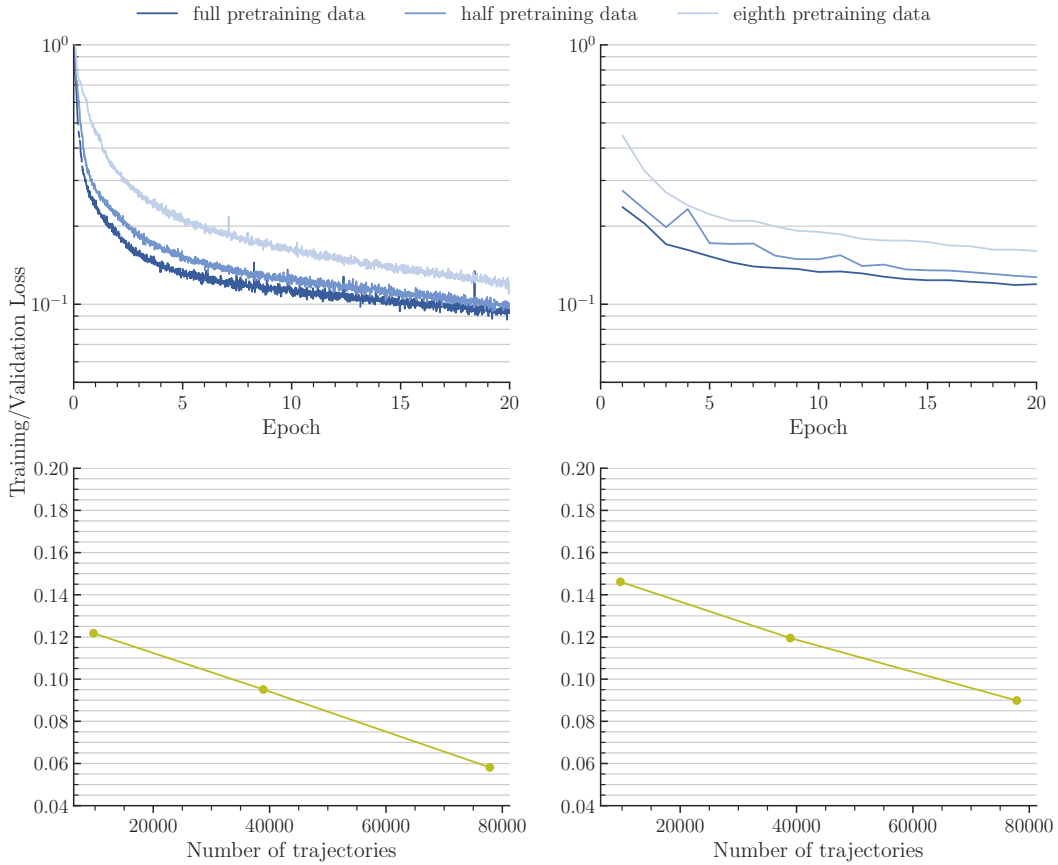 full pretraining data half pretraining data eighth pretraining data
Training/Validation Loss
10⁰
10⁻¹
0 5 10 15 20
Epoch
10⁰
10⁻¹
0 5 10 15 20
Epoch
0.20
0.18
0.16
0.14
0.12
0.10
0.08
0.06
0.04
20000 40000 60000 80000
Number of trajectories
0.20
0.18
0.16
0.14
0.12
0.10
0.08
0.06
0.04
20000 40000 60000 80000
Number of trajectories